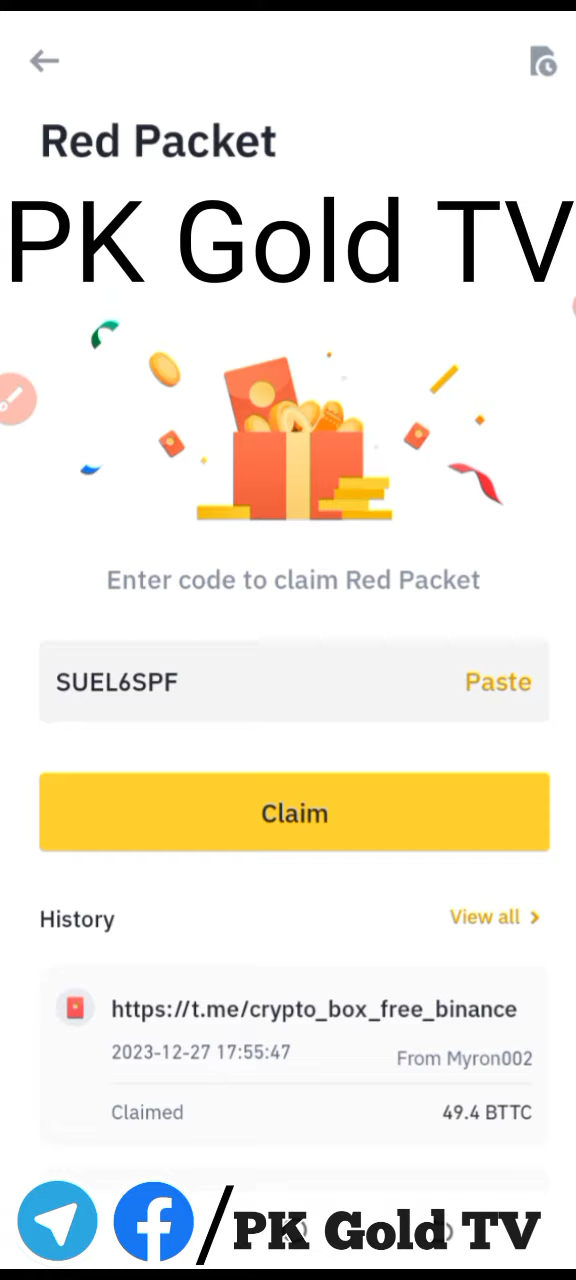 Red Packet
PK Gold TV
Enter code to claim Red Packet
SUEL6SPF Paste
Claim
History View all >
https://t.me/crypto_box_free_binance
2023-12-27 17:55:47 From Myron002
Claimed 49.4 BTTC
/PK Gold TV